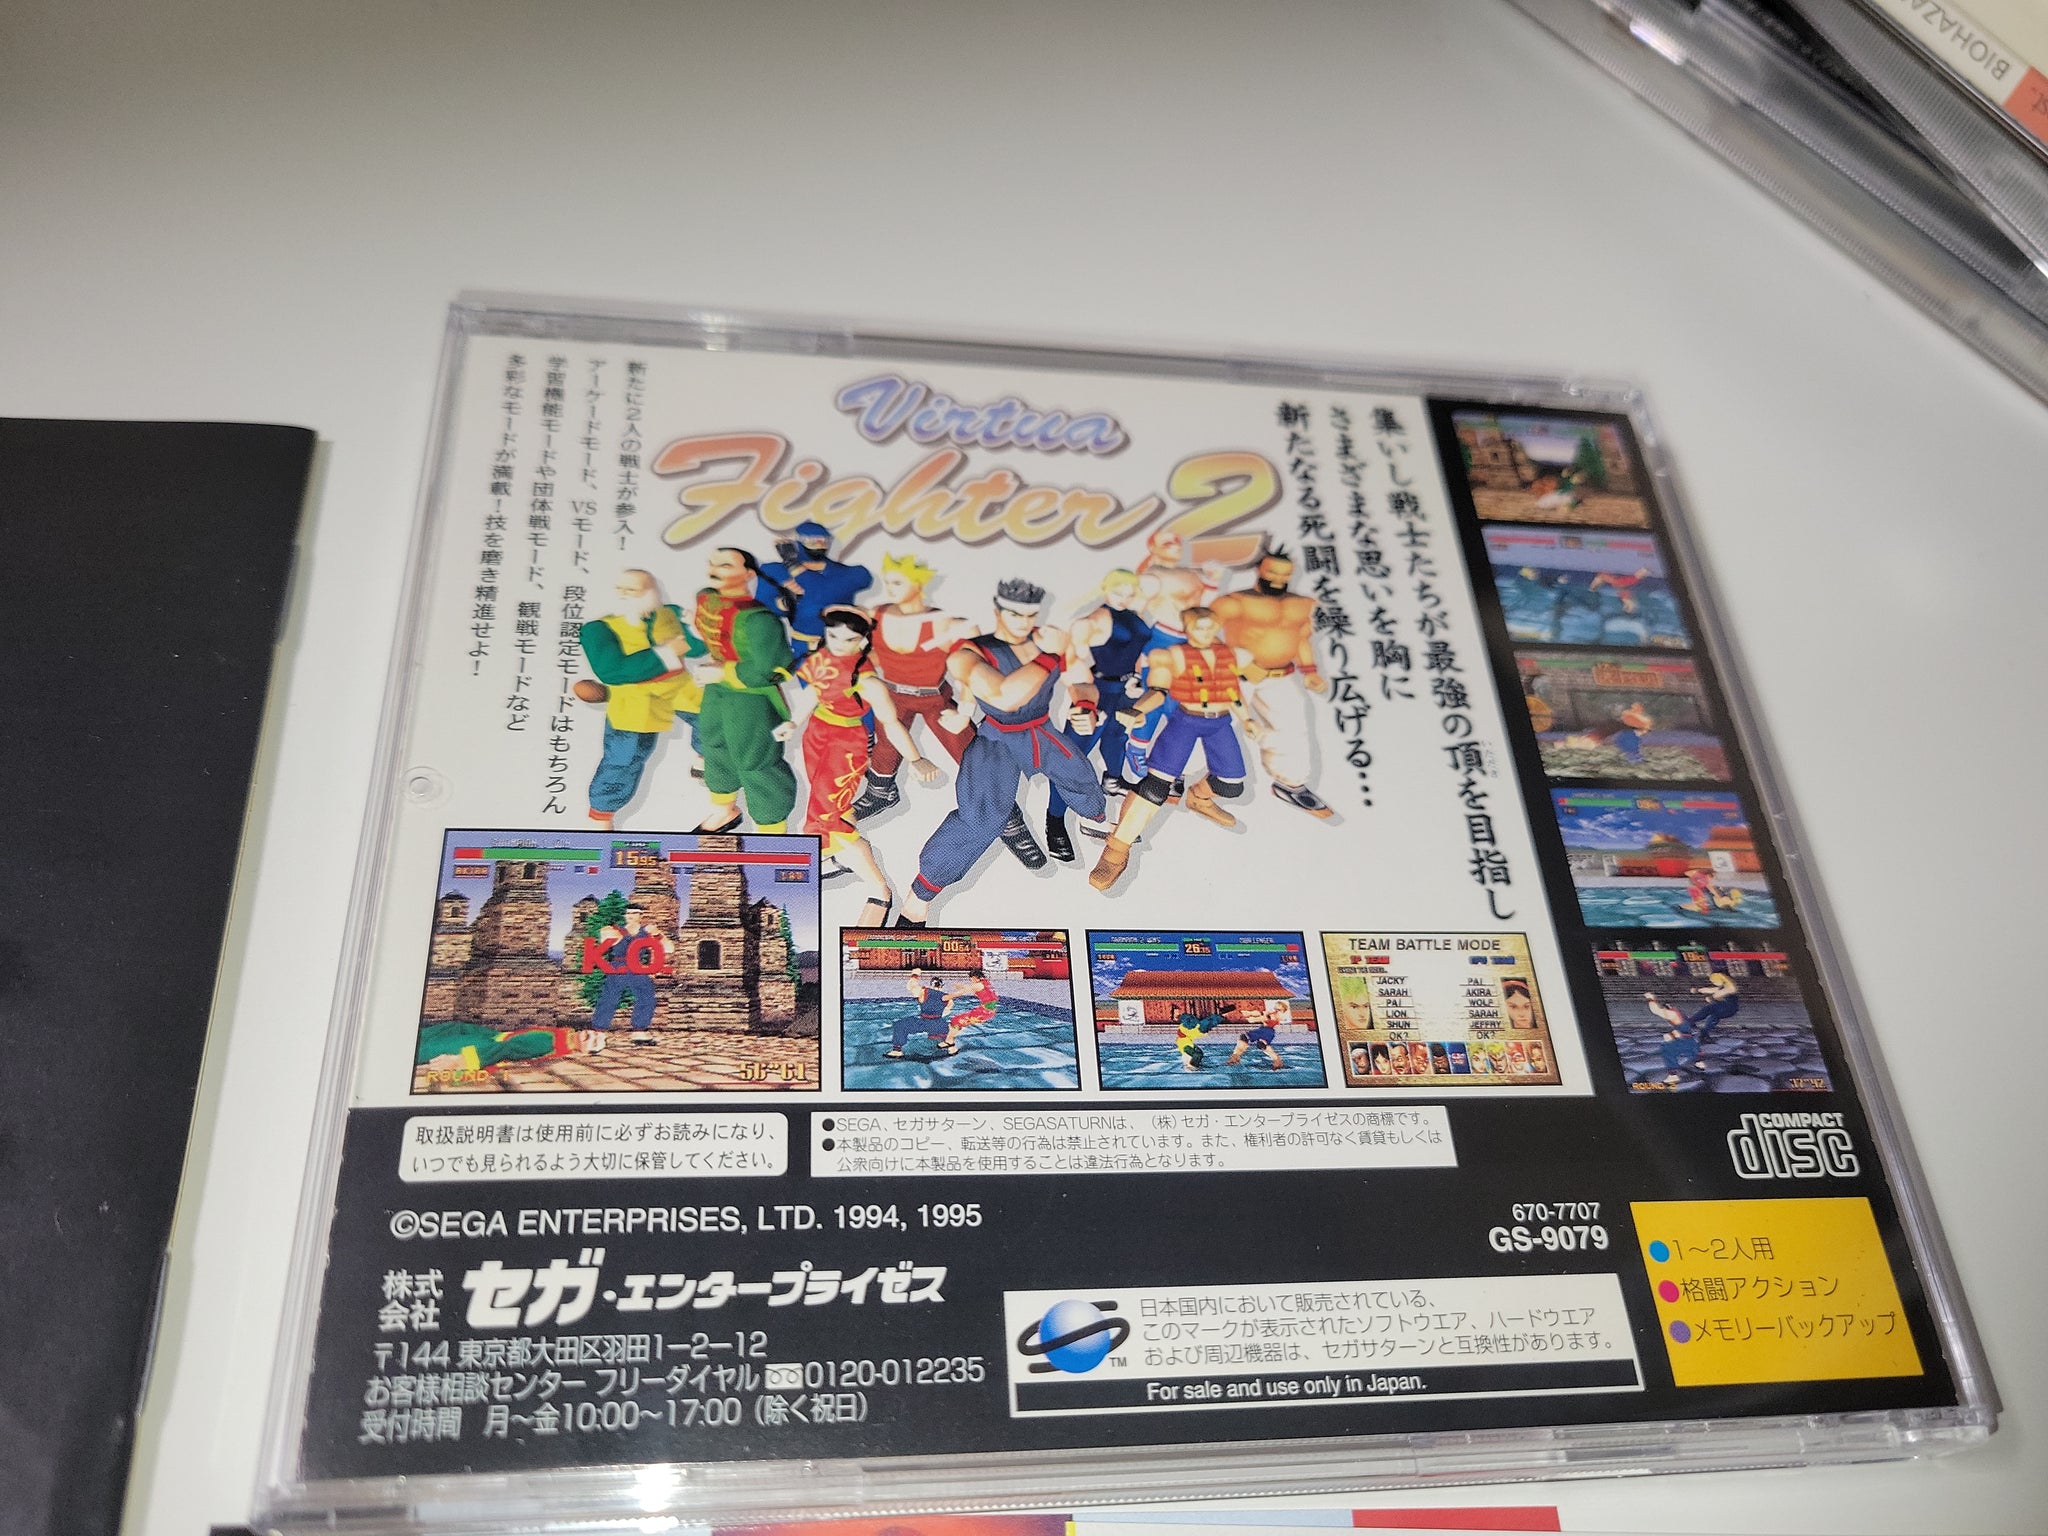 BIOHAZA
st.
Virtua
Fighter 2
集いし戦士たちが最強の頂を目指し
いただき
さまざまな思いを胸に
新たなる死闘を繰り広げる…
新たに2人の戦士が参入!
アーケードモード、VSモード、段位認定モードはもちろん
学習機能モードや団体戦モード、観戦モードなど
多彩なモードが満載!技を磨き精進せよ!
AKIRA
15
LAU
K.O.
ROUND 1
56"61
00
26
TEAM BATTLE MODE
JACKY PAI
SARAH AKIRA
PAI WOLF
LION SARAH
SHUN JEFFRY
OK? OK?
取扱説明書は使用前に必ずお読みになり、
いつでも見られるよう大切に保管してください。
●SEGA、セガサターン、SEGASATURNは、(株)セガ・エンタープライゼスの商標です。
●本製品のコピー、転送等の行為は禁止されています。また、権利者の許可なく賃貸もしくは
公衆向けに本製品を使用することは違法行為となります。
COMPACT
disc
©SEGA ENTERPRISES, LTD. 1994, 1995
670-7707
GS-9079
株式
会社
セガ・エンタープライゼス
〒144 東京都大田区羽田1-2-12
お客様相談センター フリーダイヤル 0120-012235
受付時間 月~金10:00~17:00(除く祝日)
日本国内において販売されている、
このマークが表示されたソフトウエア、ハードウエア
および周辺機器は、セガサターンと互換性があります。
TM
For sale and use only in Japan.
●1~2人用
●格闘アクション
●メモリーバックアップ